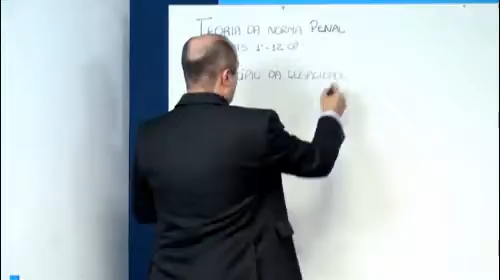 TEORIA DA NORMA PENAL
1º-12 CP
DA LEGALIDADE